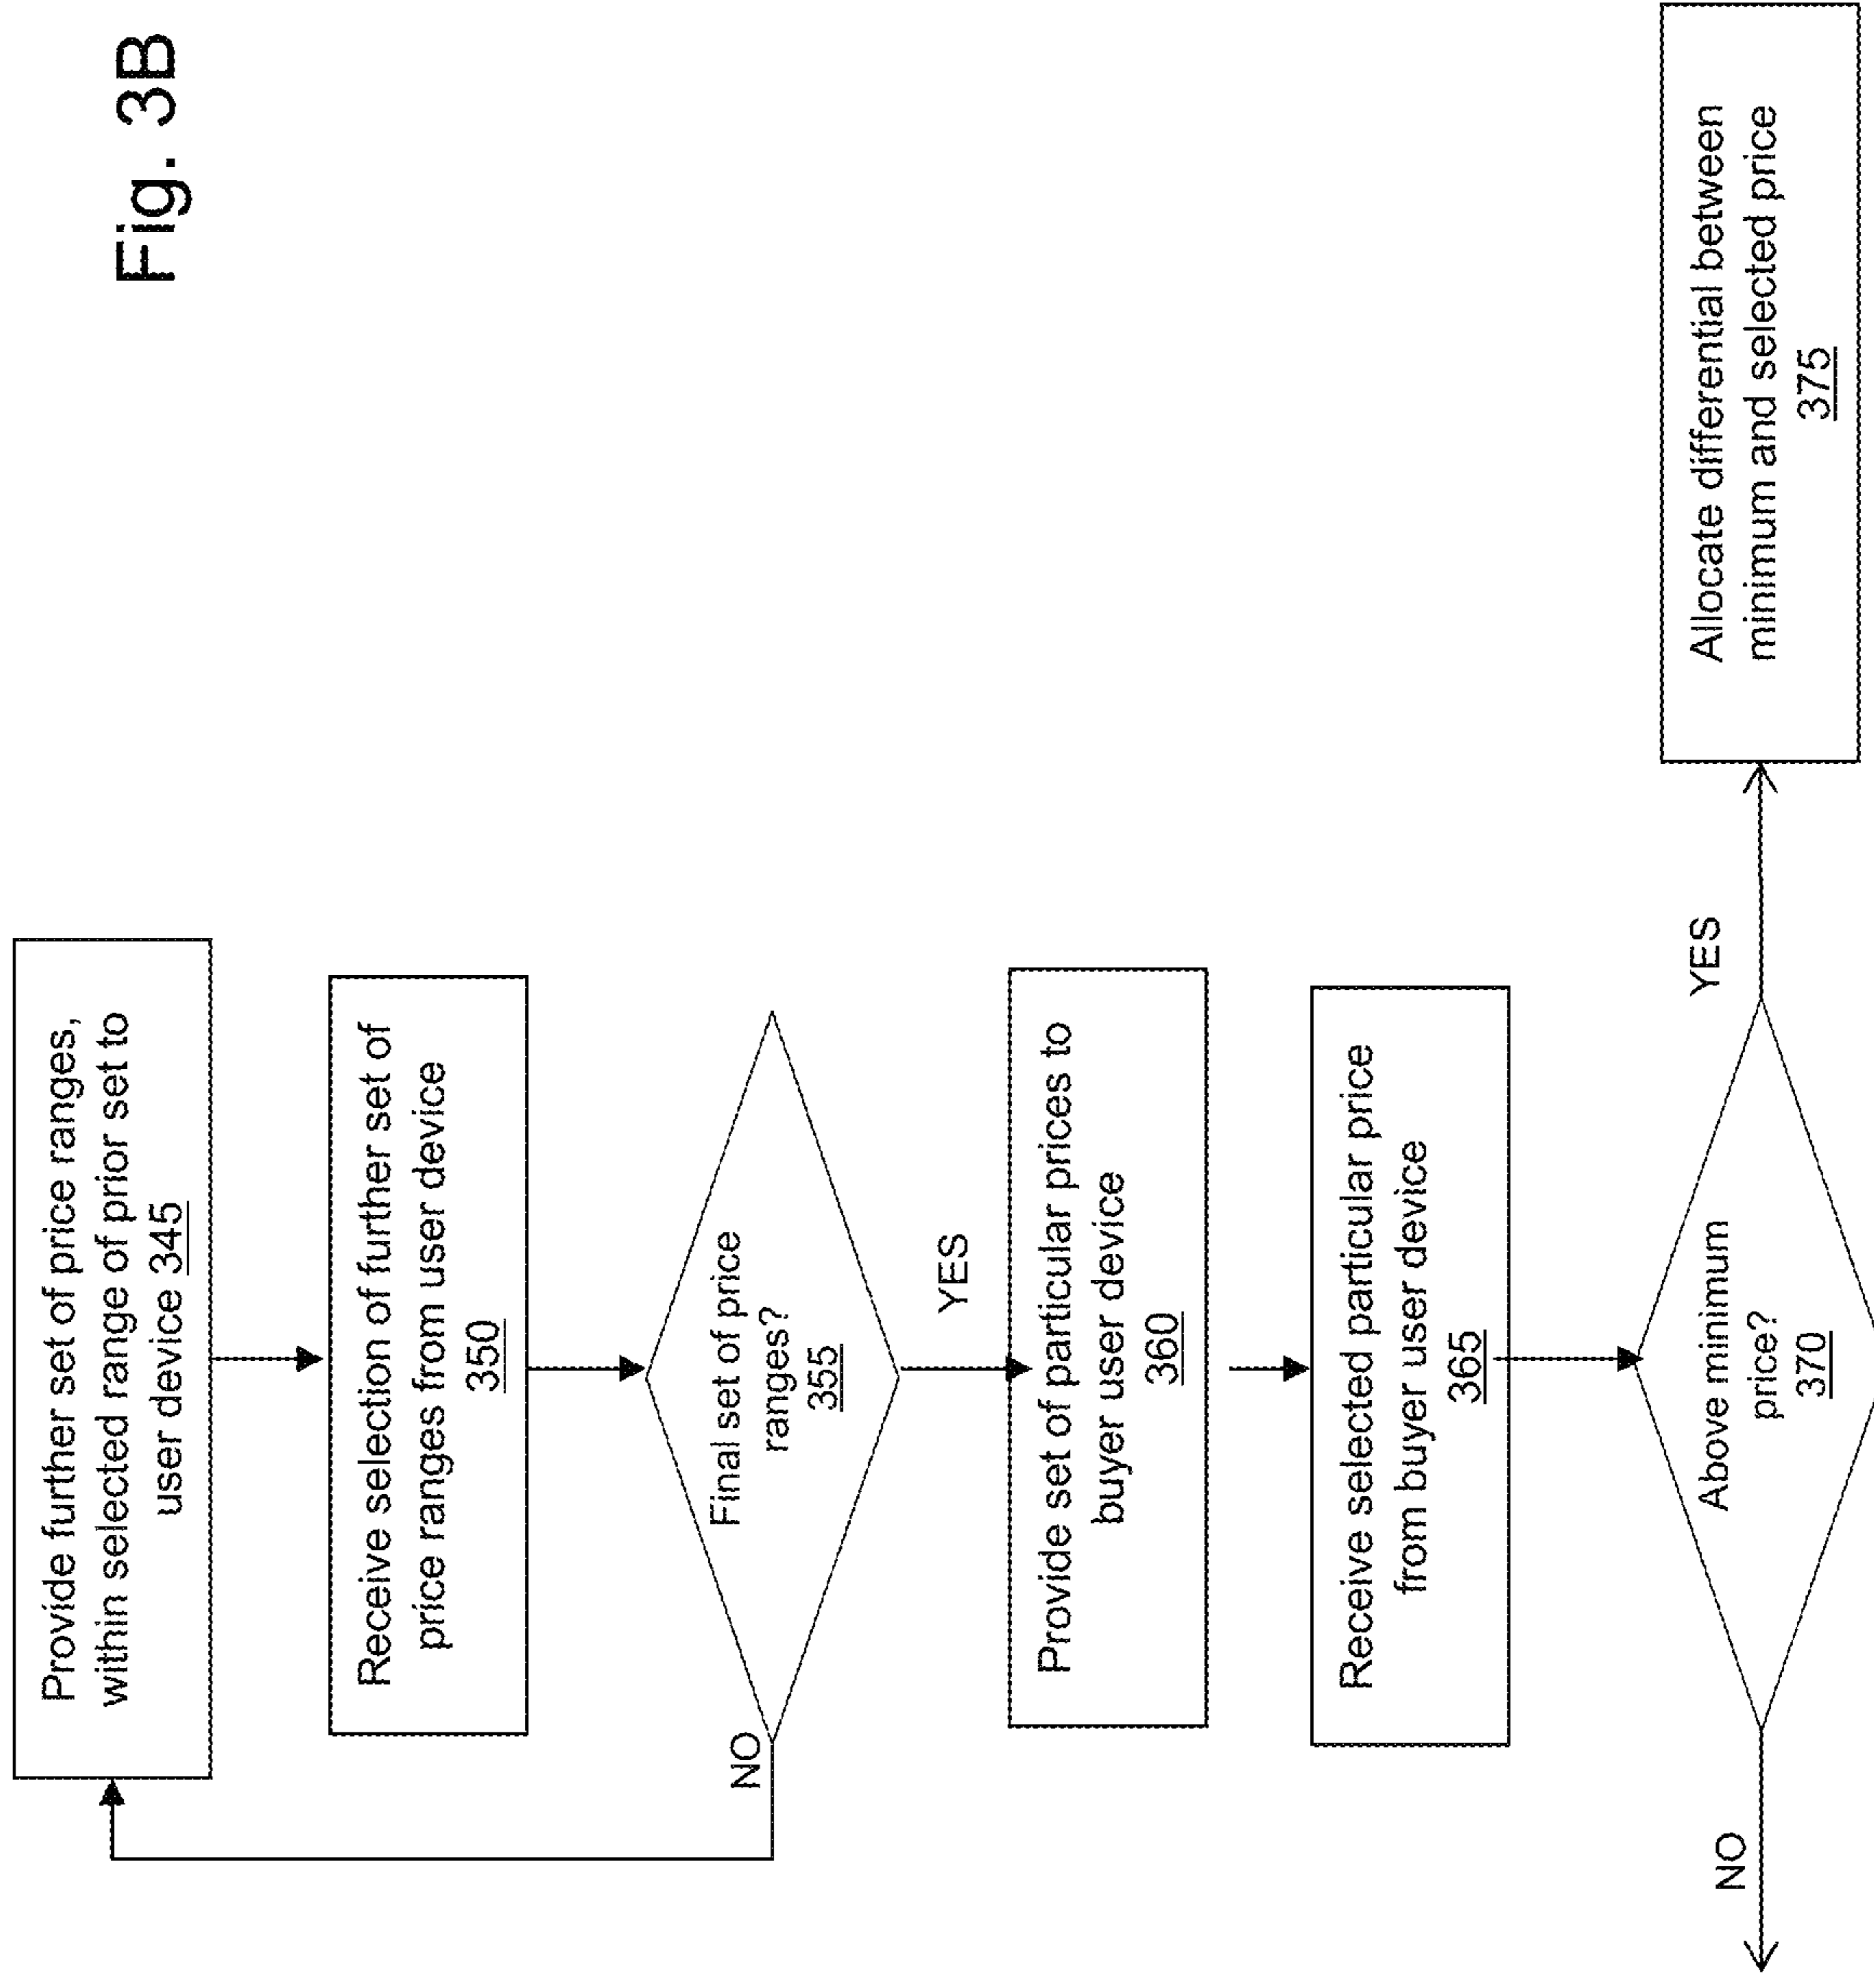 Fig. 3B
Provide further set of price ranges,
within selected range of prior set to
user device 345
Receive selection of further set of
price ranges from user device
350
Final set of price
ranges?
355
NO
YES
Provide set of particular prices to
buyer user device
360
Receive selected particular price
from buyer user device
365
Above minimum
price?
370
NO
YES
Allocate differential between
minimum and selected price
375